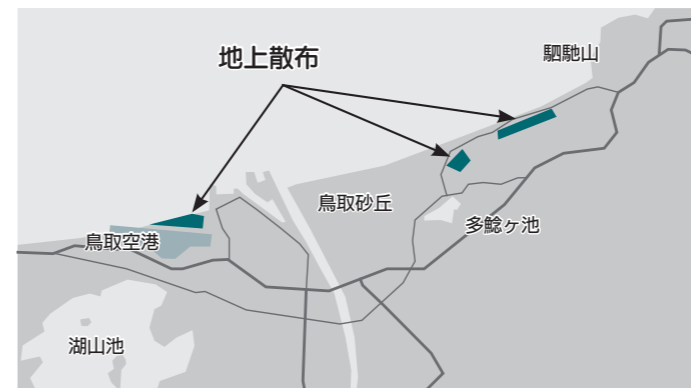 駟馳山
地上散布
鳥取砂丘
多鯰ヶ池
鳥取空港
湖山池